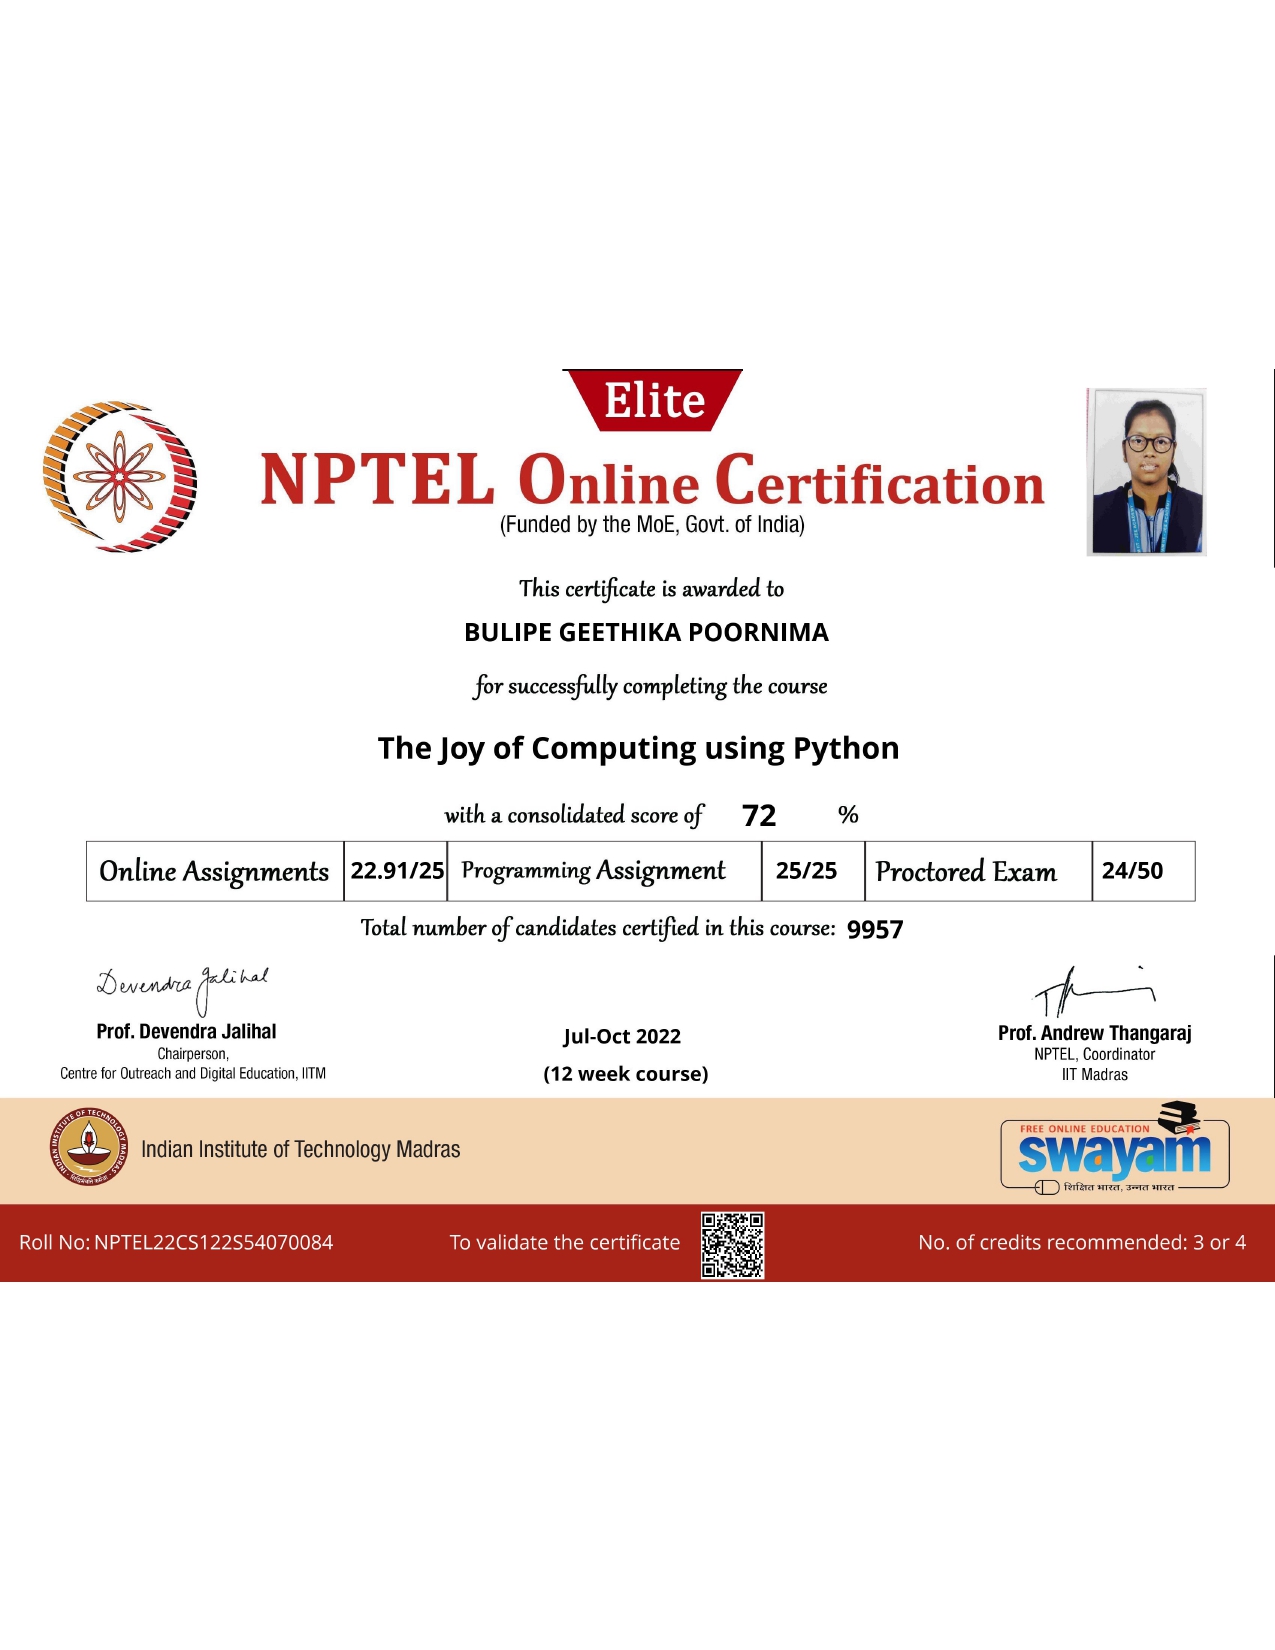 Elite
NPTEL Online Certification
(Funded by the MoE, Govt. of India)
This certificate is awarded to
BULIPE GEETHIKA POORNIMA
for successfully completing the course
The Joy of Computing using Python
with a consolidated score of 72 %
Online Assignments 22.91/25 Programming Assignment 25/25 Proctored Exam 24/50
Total number of candidates certified in this course: 9957
Devendra Jalihal
Prof. Devendra Jalihal
Chairperson,
Centre for Outreach and Digital Education, IITM
Jul-Oct 2022
(12 week course)
Prof. Andrew Thangaraj
NPTEL, Coordinator
IIT Madras
INDIAN INSTITUTE OF TECHNOLOGY MADRAS
Indian Institute of Technology Madras
FREE ONLINE EDUCATION
swayam
शिक्षित भारत, उन्नत भारत
Roll No: NPTEL22CS122S54070084 To validate the certificate No. of credits recommended: 3 or 4